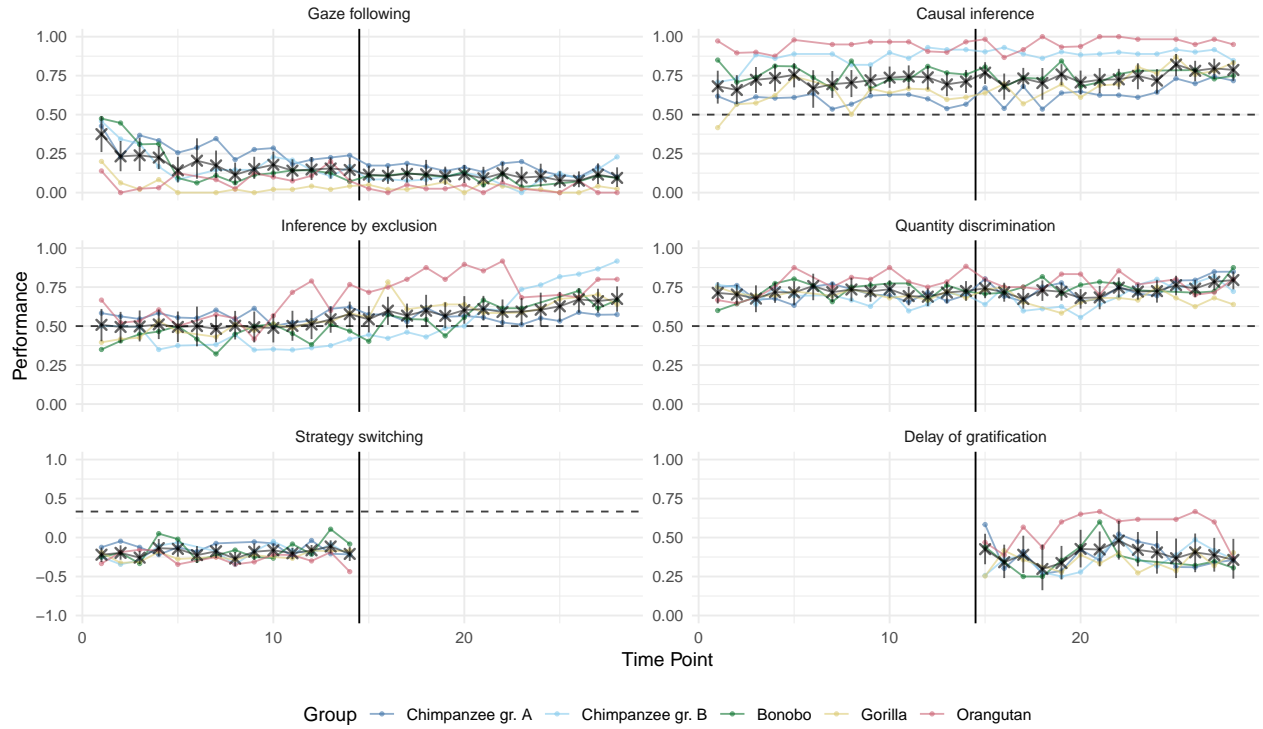 Gaze following
Causal inference
1.00
0.75
0.50
0.25
0.00
1.00
0.75
0.50
0.25
0.00
Inference by exclusion
Quantity discrimination
1.00
0.75
0.50
0.25
0.00
1.00
0.75
0.50
0.25
0.00
Performance
Strategy switching
Delay of gratification
1.0
0.5
0.0
−0.5
−1.0
1.00
0.75
0.50
0.25
0.00
0 10 20
0 10 20
Time Point
Group Chimpanzee gr. A Chimpanzee gr. B Bonobo Gorilla Orangutan